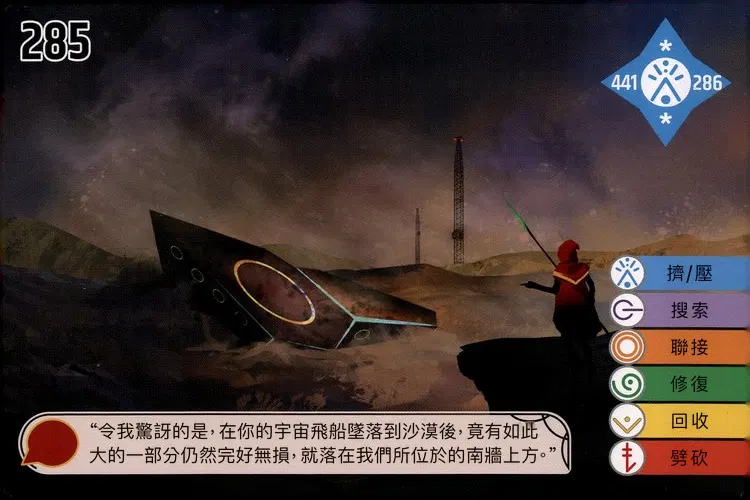 285
*
441 286
*
擠/壓
搜索
聯接
修復
回收
劈砍
“令我驚訝的是，在你的宇宙飛船墜落到沙漠後，竟有如此
大的一部分仍然完好無損，就落在我們所位於的南牆上方。”